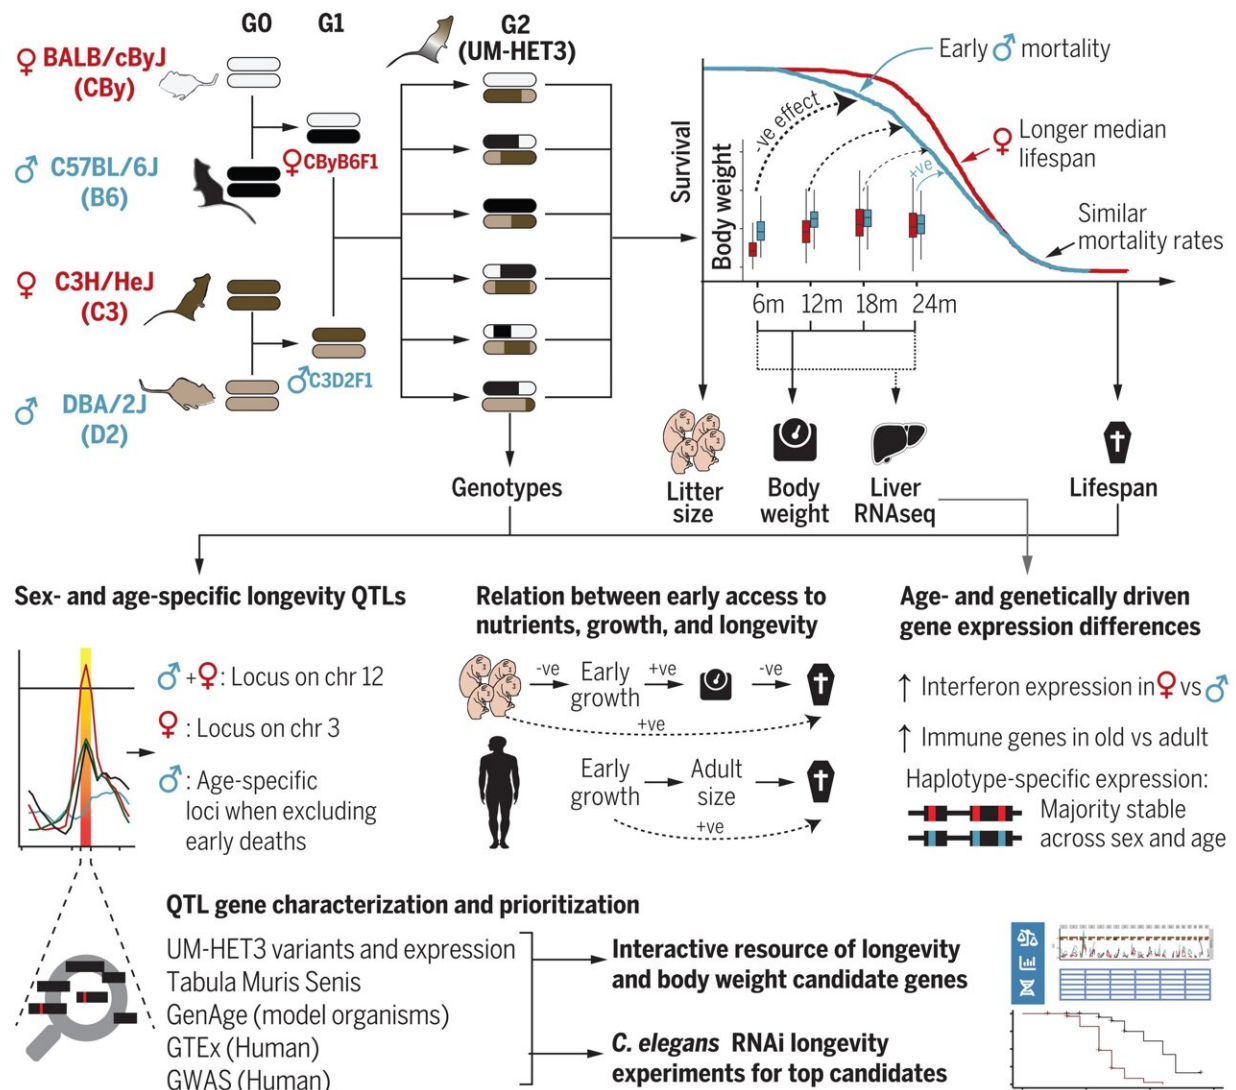 G0
G1
G2
(UM-HET3)
♀ BALB/cByJ
(CBy)
♂ C57BL/6J
(B6)
♀ CByB6F1
♀ C3H/HeJ
(C3)
♂ C3D2F1
♂ DBA/2J
(D2)
Genotypes
Early ♂ mortality
♀ Longer median
lifespan
Similar
mortality rates
Survival
Body weight
-ve effect
+ve
6m
12m
18m
24m
Litter
size
Body
weight
Liver
RNAseq
Lifespan
Sex- and age-specific longevity QTLs
♂+♀: Locus on chr 12
♀: Locus on chr 3
♂: Age-specific
loci when excluding
early deaths
Relation between early access to
nutrients, growth, and longevity
-ve
Early
growth
+ve
-ve
+ve
Early
growth
Adult
size
+ve
Age- and genetically driven
gene expression differences
↑ Interferon expression in ♀ vs ♂
↑ Immune genes in old vs adult
Haplotype-specific expression:
Majority stable
across sex and age
QTL gene characterization and prioritization
UM-HET3 variants and expression
Tabula Muris Senis
GenAge (model organisms)
GTEx (Human)
GWAS (Human)
Interactive resource of longevity
and body weight candidate genes
C. elegans RNAi longevity
experiments for top candidates